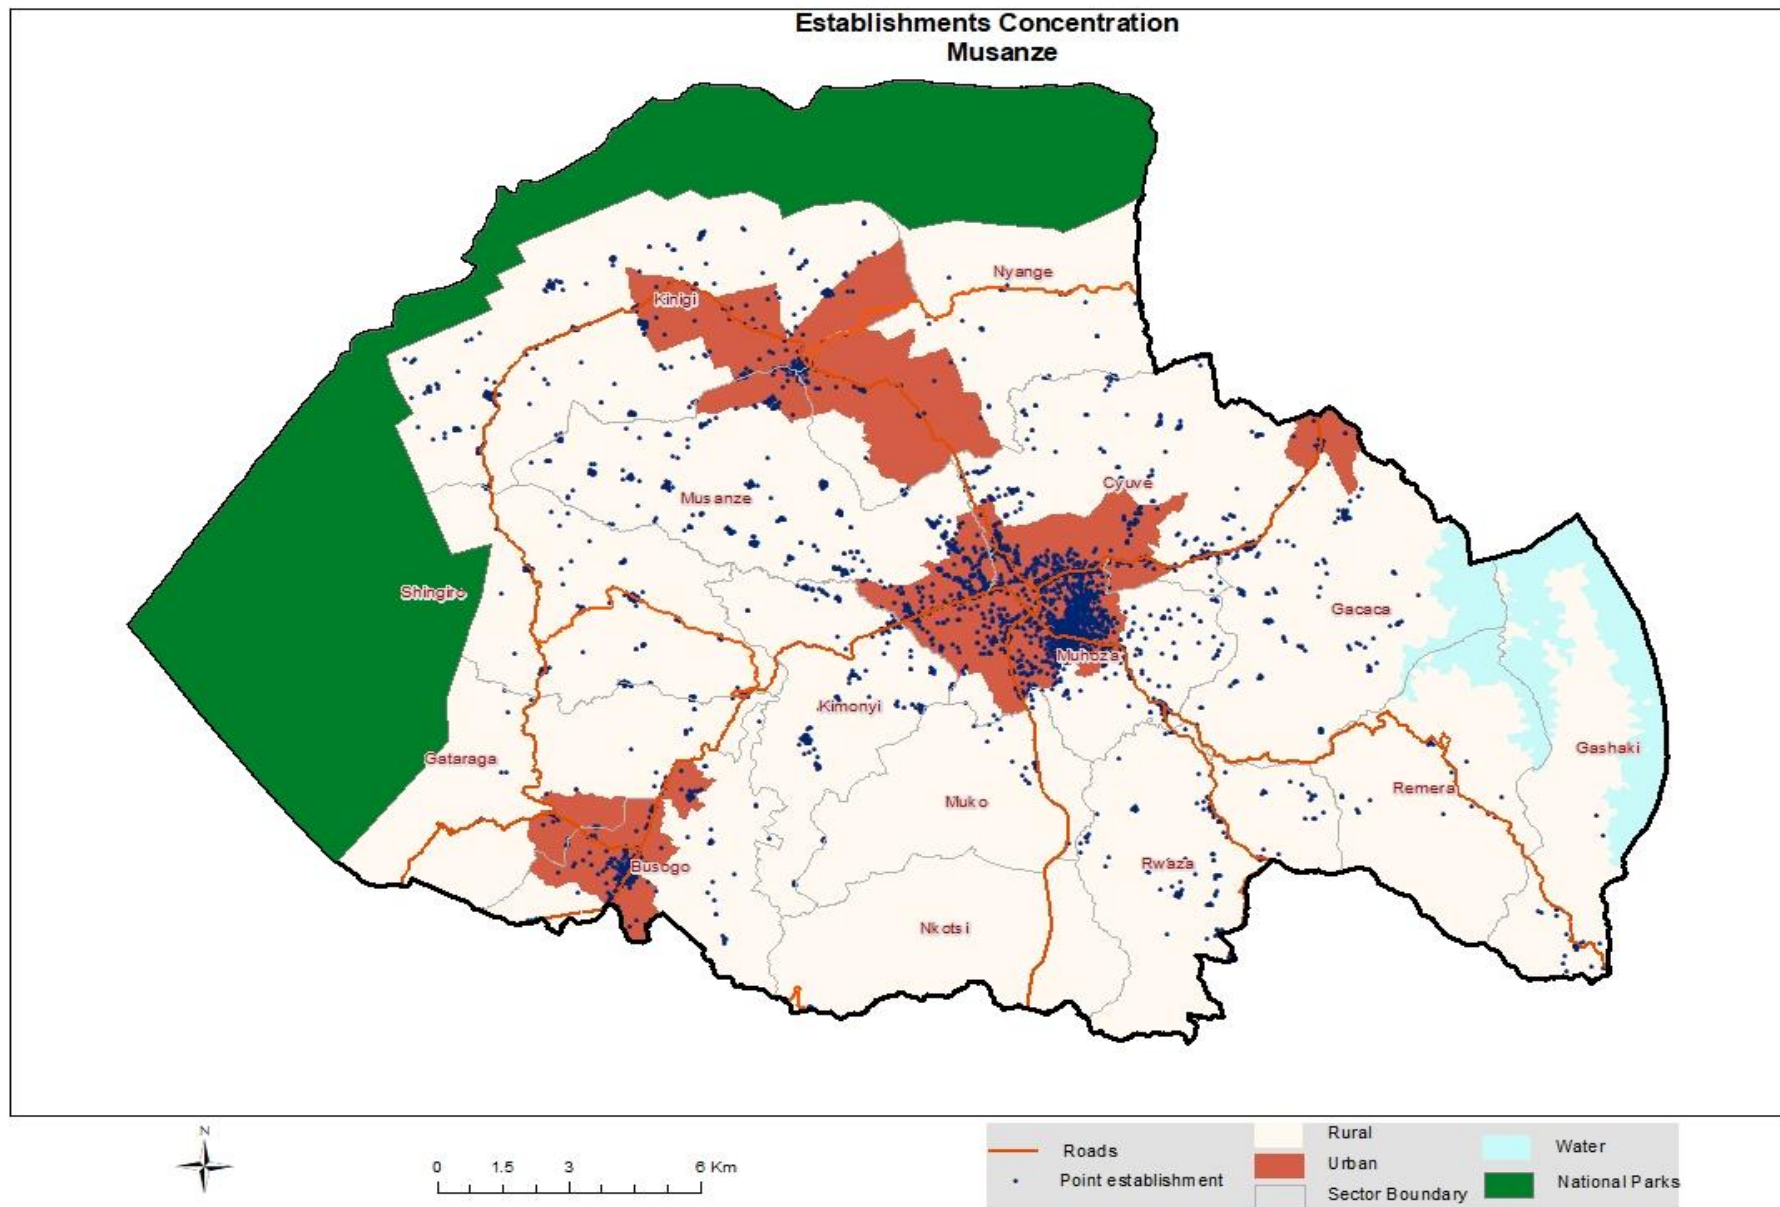 Establishments Concentration
Musanze
Nyange
Kinigi
Cyuve
Musanze
Shingiro
Gacaca
Muhoza
Kimonyi
Gashaki
Gataraga
Remera
Muko
Rwaza
Busogo
Nkotsi
N
0 1.5 3 6 Km
Roads
Point establishment
Rural
Urban
Sector Boundary
Water
National Parks